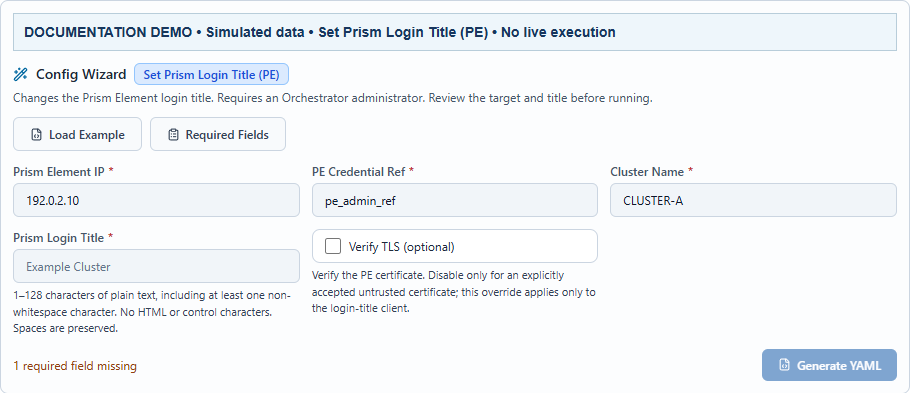 DOCUMENTATION DEMO • Simulated data • Set Prism Login Title (PE) • No live execution
Config Wizard Set Prism Login Title (PE)
Changes the Prism Element login title. Requires an Orchestrator administrator. Review the target and title before running.
Load Example Required Fields
Prism Element IP * PE Credential Ref * Cluster Name *
192.0.2.10 pe_admin_ref CLUSTER-A
Prism Login Title *
Example Cluster
1–128 characters of plain text, including at least one non-
whitespace character. No HTML or control characters.
Spaces are preserved.
Verify TLS (optional)
Verify the PE certificate. Disable only for an explicitly
accepted untrusted certificate; this override applies only to
the login-title client.
1 required field missing
Generate YAML